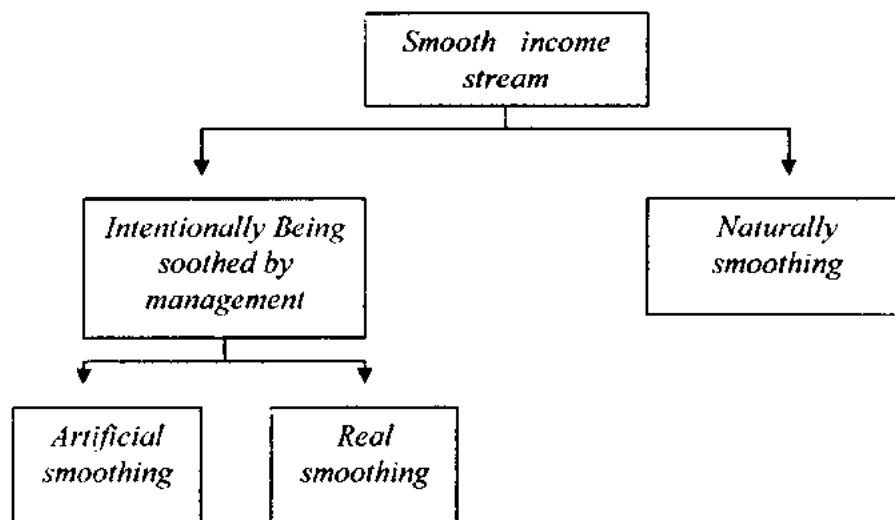 Smooth income
stream
Intentionally Being
soothed by
management
Naturally
smoothing
Artificial
smoothing
Real
smoothing